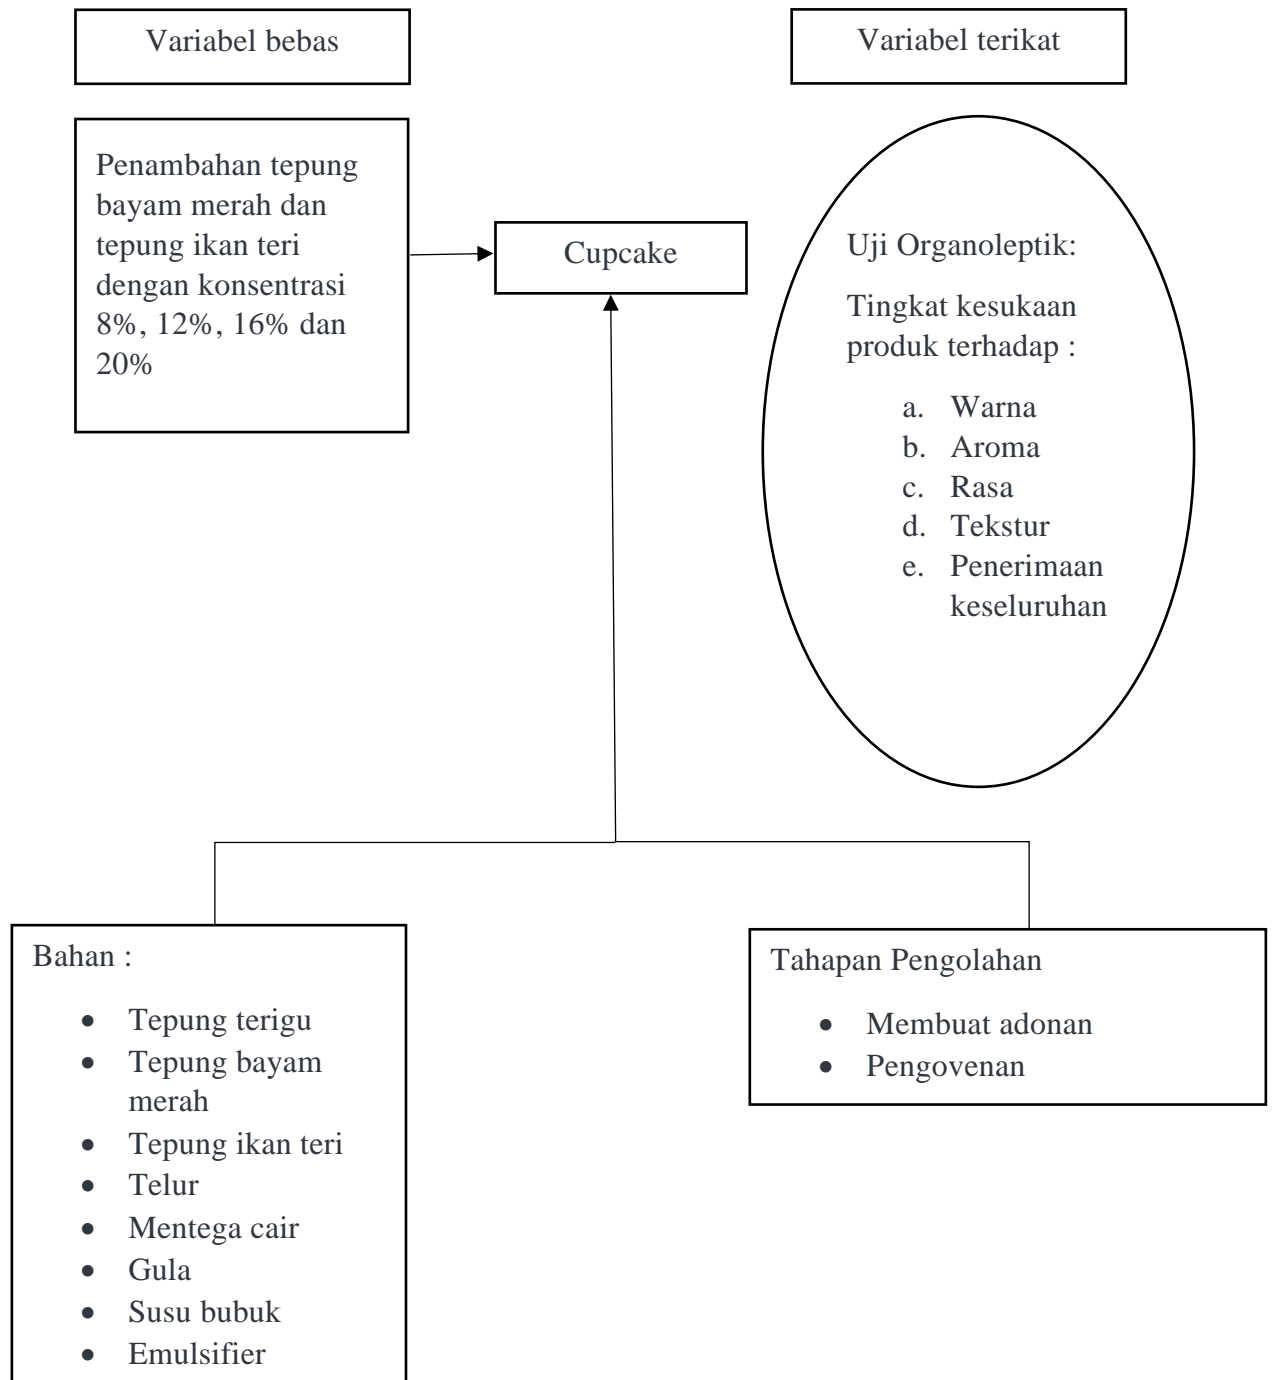 Variabel bebas
Variabel terikat
Penambahan tepung
bayam merah dan
tepung ikan teri
dengan konsentrasi
8%, 12%, 16% dan
20%
Cupcake
Uji Organoleptik:
Tingkat kesukaan
produk terhadap :
a. Warna
b. Aroma
c. Rasa
d. Tekstur
e. Penerimaan
keseluruhan
Bahan :
• Tepung terigu
• Tepung bayam
merah
• Tepung ikan teri
• Telur
• Mentega cair
• Gula
• Susu bubuk
• Emulsifier
Tahapan Pengolahan
• Membuat adonan
• Pengovenan